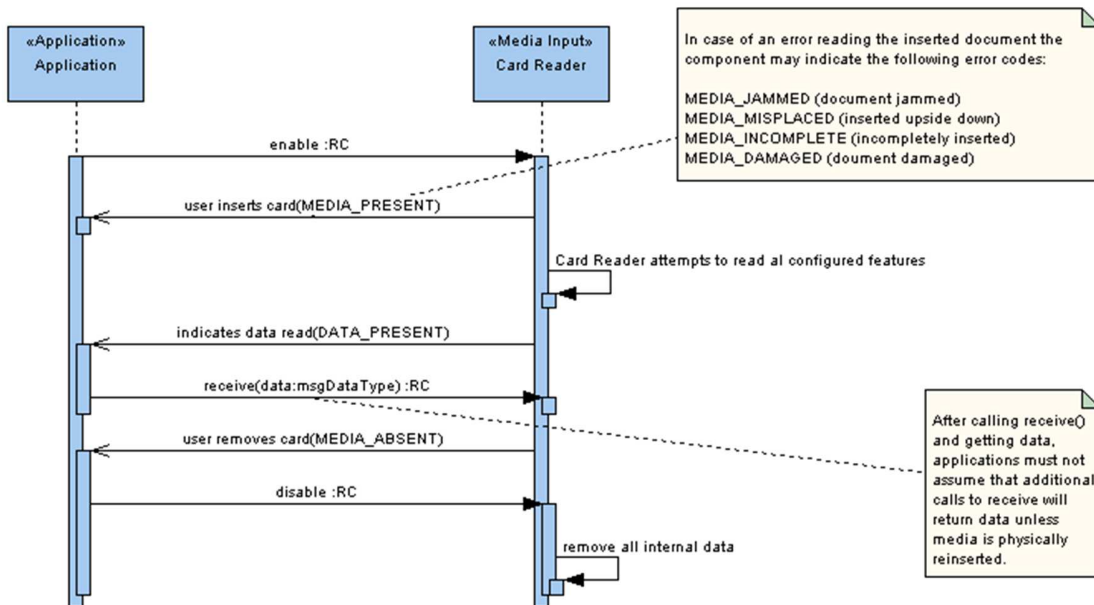 «Application»
Application
«Media Input»
Card Reader
In case of an error reading the inserted document the
component may indicate the following error codes:
MEDIA_JAMMED (document jammed)
MEDIA_MISPLACED (inserted upside down)
MEDIA_INCOMPLETE (incompletely inserted)
MEDIA_DAMAGED (doument damaged)
enable :RC
user inserts card(MEDIA_PRESENT)
Card Reader attempts to read al configured features
indicates data read(DATA_PRESENT)
receive(data:msgDataType) :RC
user removes card(MEDIA_ABSENT)
disable :RC
remove all internal data
After calling receive()
and getting data,
applications must not
assume that additional
calls to receive will
return data unless
media is physically
reinserted.